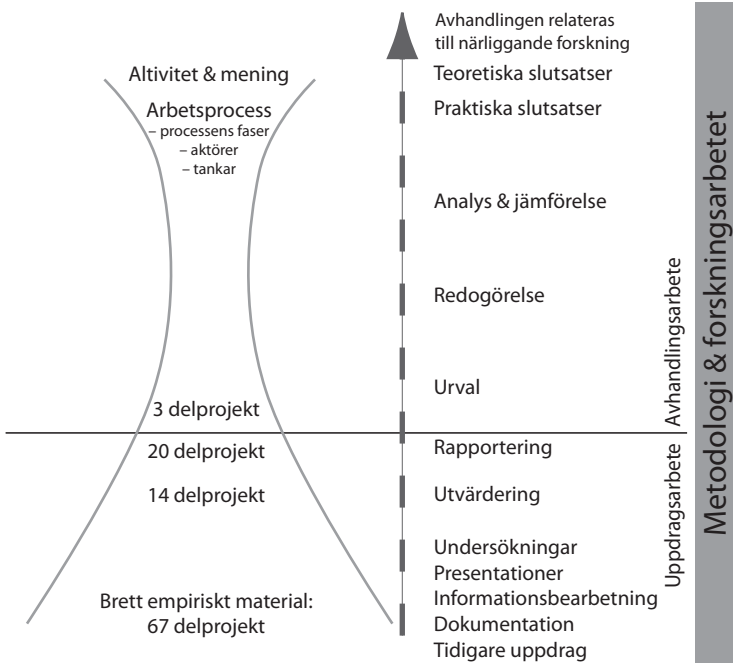 Altivitet & mening
Arbetsprocess
– processens faser
– aktörer
– tankar
3 delprojekt
20 delprojekt
14 delprojekt
Brett empiriskt material:
67 delprojekt
Avhandlingen relateras
till närliggande forskning
Teoretiska slutsatser
Praktiska slutsatser
Analys & jämförelse
Redogörelse
Urval
Rapportering
Utvärdering
Undersökningar
Presentationer
Informationsbearbetning
Dokumentation
Tidigare uppdrag
Avhandlingsarbete
Uppdragsarbete
Metodologi & forskningsarbetet